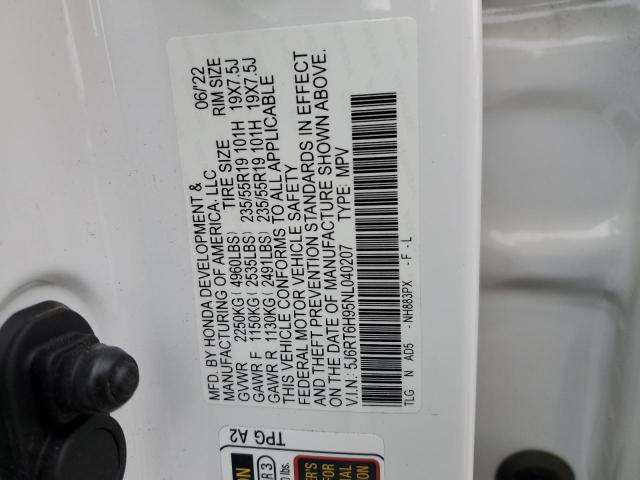 MFD. BY HONDA DEVELOPMENT & 06/'22
MANUFACTURING OF AMERICA, LLC
TIRE SIZE RIM SIZE
GVWR 2250KG ( 4960LBS)
GAWR F 1150KG ( 2535LBS) 235/55R19 101H 19X7.5J
GAWR R 1130KG ( 2491LBS) 235/55R19 101H 19X7.5J
THIS VEHICLE CONFORMS TO ALL APPLICABLE
FEDERAL MOTOR VEHICLE SAFETY
AND THEFT PREVENTION STANDARDS IN EFFECT
ON THE DATE OF MANUFACTURE SHOWN ABOVE.
V.I.N.: 5J6RT6H95NL040207 TYPE: MPV
TLG N AD5 -NH883PX -F-L
TPG A2
R 3
lbs.
FOR